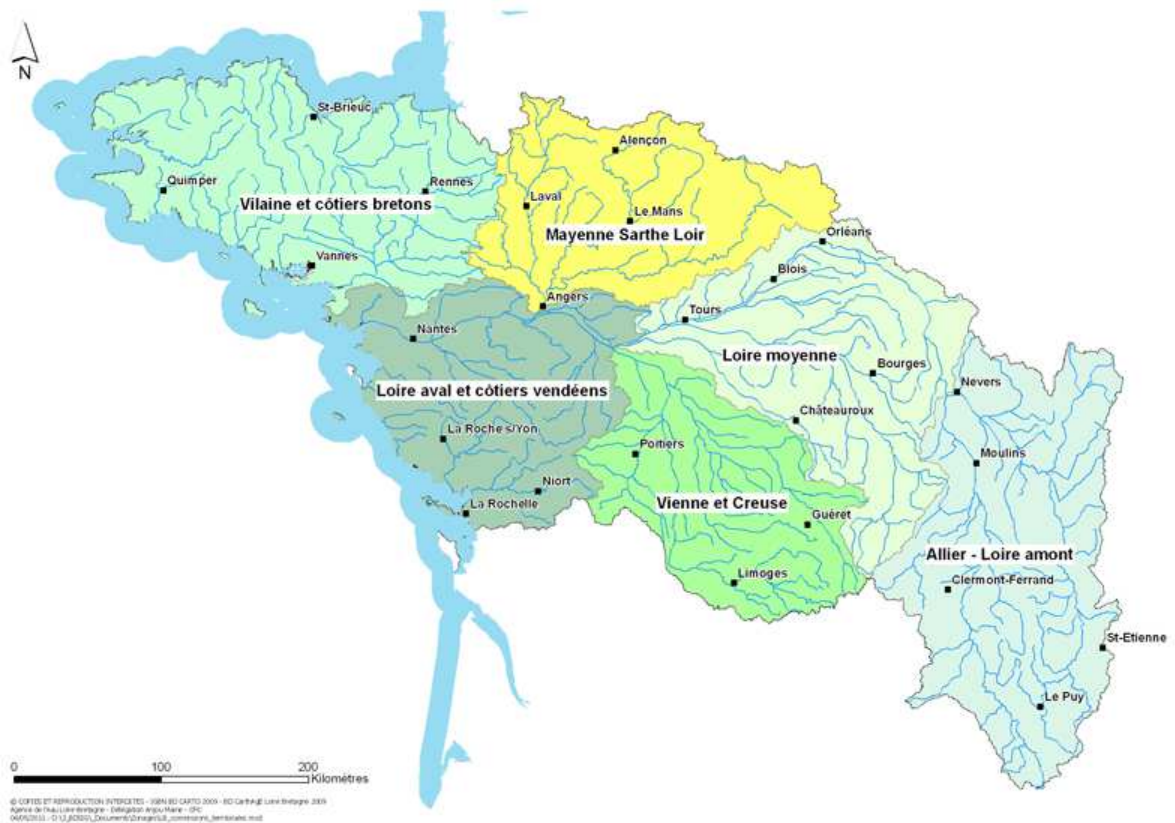 N
St-Brieuc
Alençon
Quimper
Rennes
Laval
Vilaine et côtiers bretons
Le Mans
Mayenne Sarthe Loir
Orléans
Vannes
Blois
Angers
Tours
Nantes
Loire moyenne
Bourges
Nevers
Loire aval et côtiers vendéens
Châteauroux
La Roche s/Yon
Poitiers
Moulins
Niort
Vienne et Creuse
La Rochelle
Guéret
Allier - Loire amont
Limoges
Clermont-Ferrand
St-Etienne
Le Puy
0 100 200
Kilomètres